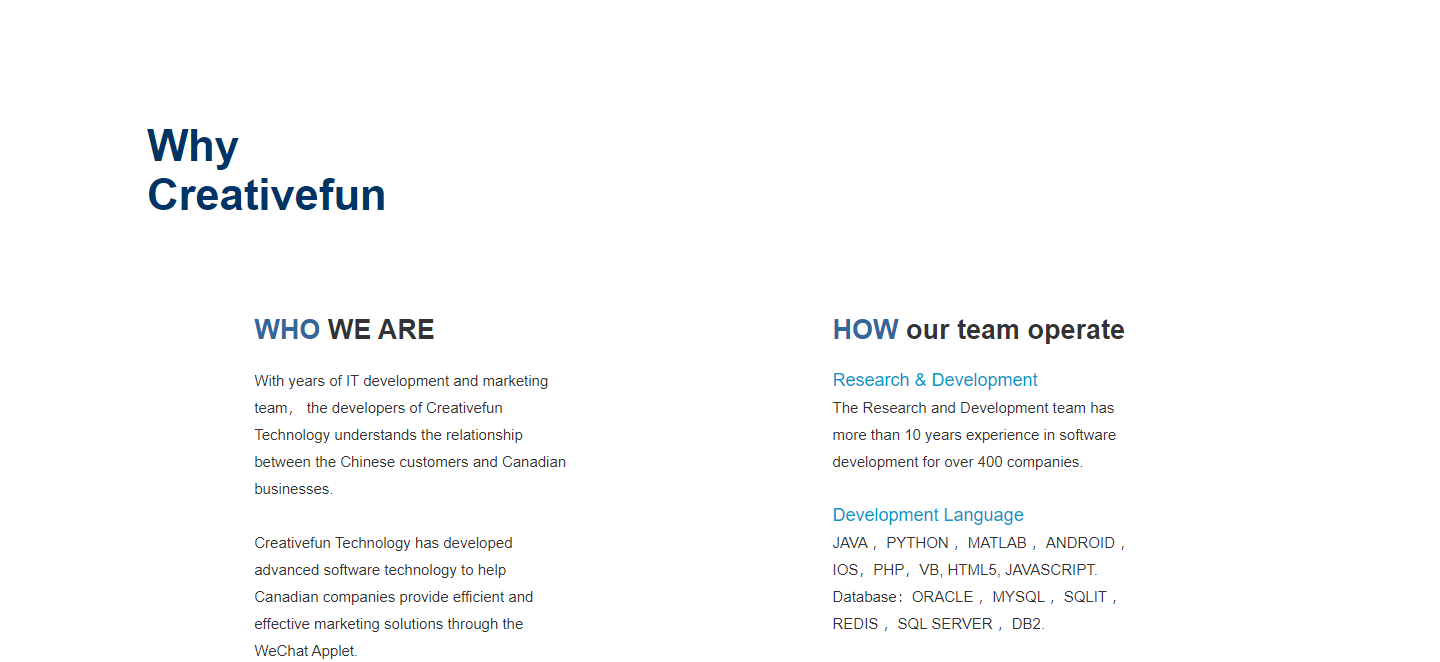 Why
Creativefun
WHO WE ARE
With years of IT development and marketing
team， the developers of Creativefun
Technology understands the relationship
between the Chinese customers and Canadian
businesses.
Creativefun Technology has developed
advanced software technology to help
Canadian companies provide efficient and
effective marketing solutions through the
WeChat Applet.
HOW our team operate
Research & Development
The Research and Development team has
more than 10 years experience in software
development for over 400 companies.
Development Language
JAVA ，PYTHON ，MATLAB ，ANDROID ，
IOS，PHP，VB, HTML5, JAVASCRIPT.
Database：ORACLE ，MYSQL ，SQLIT ，
REDIS ，SQL SERVER ，DB2.